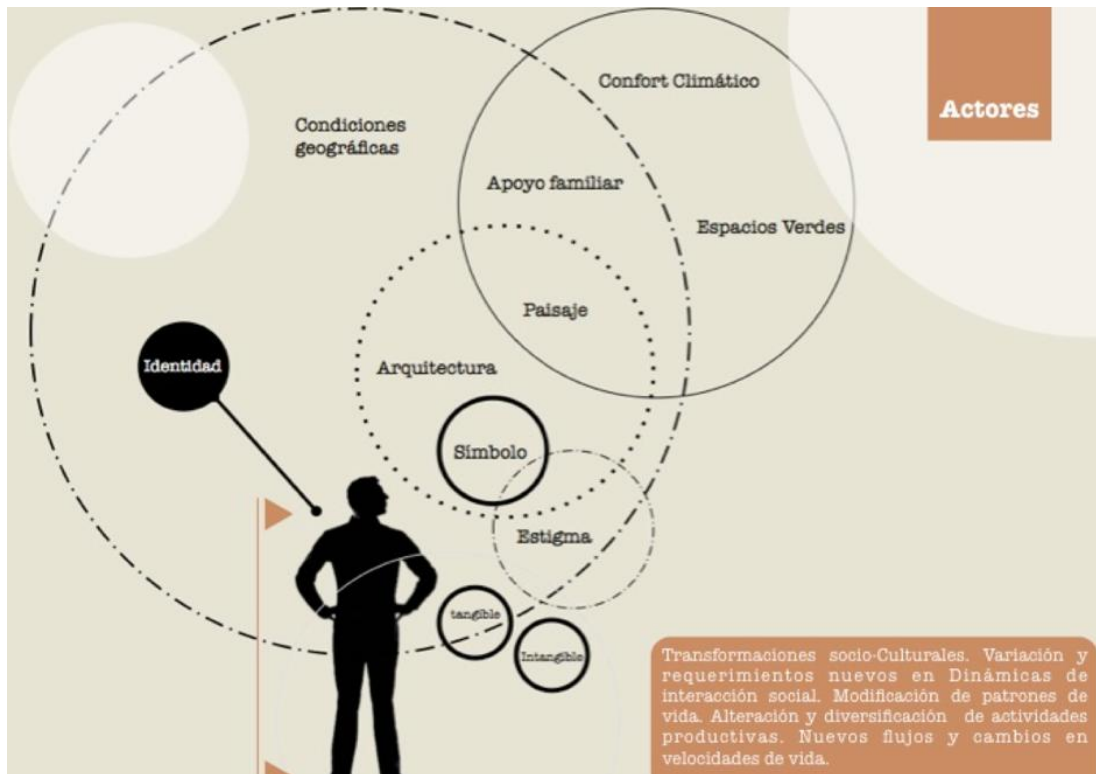 Actores
Confort Climático
Condiciones
geográficas
Apoyo familiar
Espacios Verdes
Paisaje
Identidad
Arquitectura
Símbolo
Estigma
tangible
Intangible
Transformaciones socio-Culturales. Variación y
requerimientos nuevos en Dinámicas de
interacción social. Modificación de patrones de
vida. Alteración y diversificación de actividades
productivas. Nuevos flujos y cambios en
velocidades de vida.